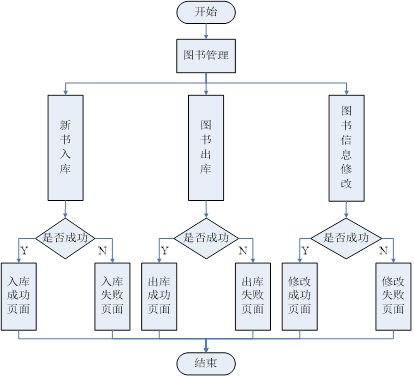 开始
图书管理
新书入库
图书出库
图书信息修改
是否成功
是否成功
是否成功
Y
N
Y
N
Y
N
入库
成功
页面
入库
失败
页面
出库
成功
页面
出库
失败
页面
修改
成功
页面
修改
失败
页面
结束